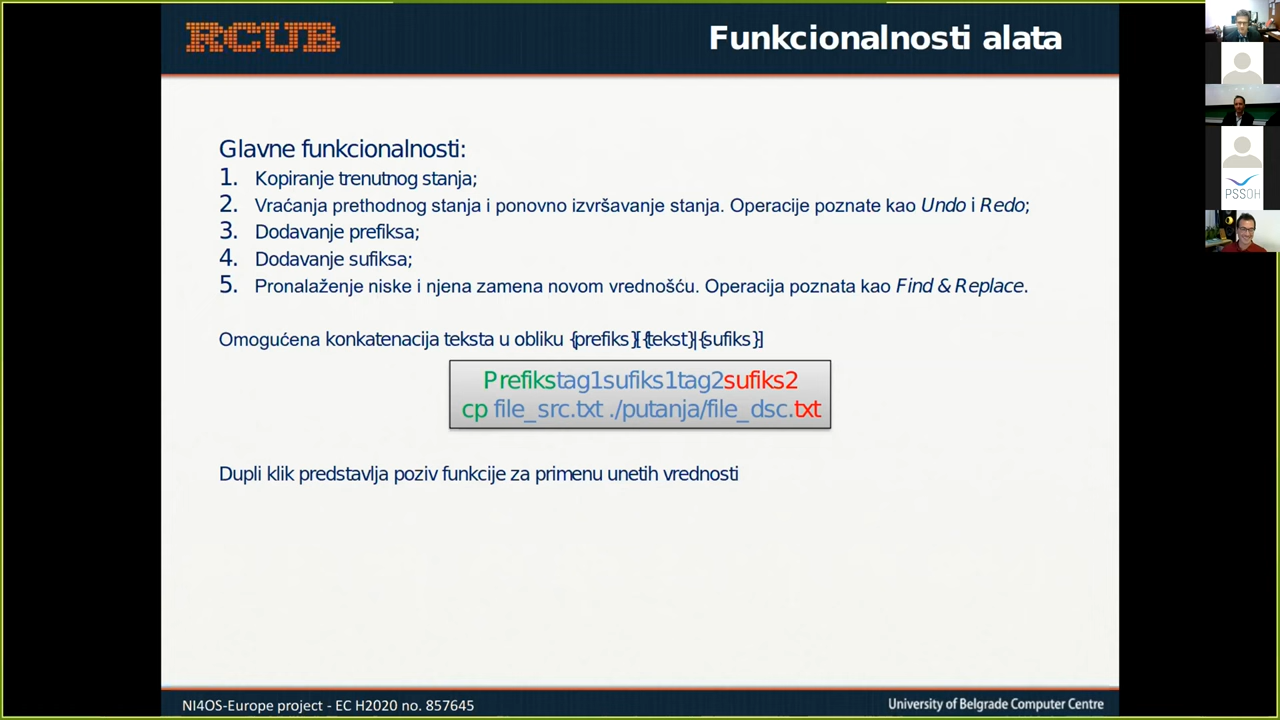 RCUB
Funkcionalnosti alata
Glavne funkcionalnosti:
1. Kopiranje trenutnog stanja;
2. Vraćanja prethodnog stanja i ponovno izvršavanje stanja. Operacije poznate kao Undo i Redo;
3. Dodavanje prefiksa;
4. Dodavanje sufiksa;
5. Pronalaženje niske i njena zamena novom vrednošću. Operacija poznata kao Find & Replace.
Omogućena konkatenacija teksta u obliku {prefiks}[{tekst}|{sufiks}]
Prefikstag1sufiks1tag2sufiks2
cp file_src.txt ./putanja/file_dsc.txt
Dupli klik predstavlja poziv funkcije za primenu unetih vrednosti
NI4OS-Europe project - EC H2020 no. 857645
University of Belgrade Computer Centre
PSSOH